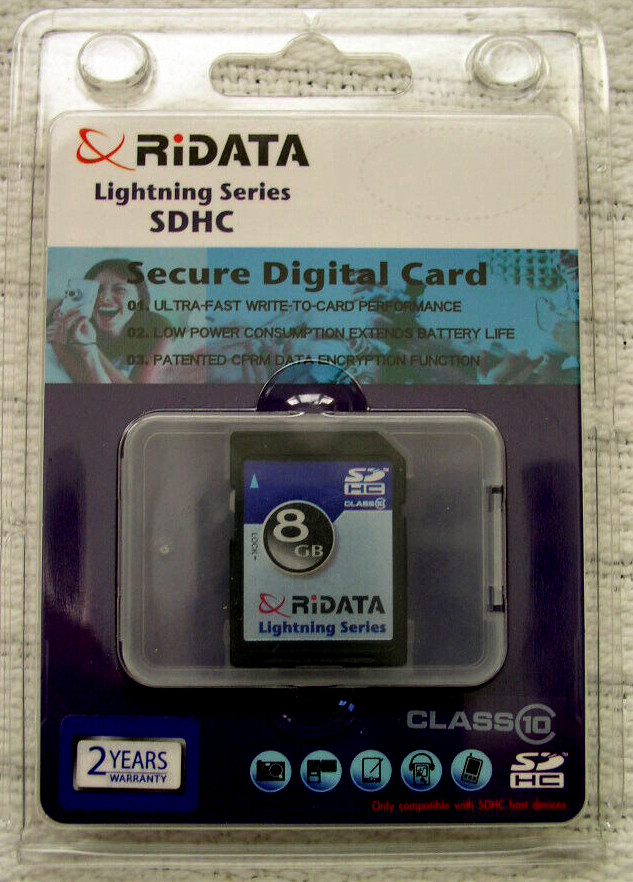 RiDATA
Lightning Series
SDHC
Secure Digital Card
01. ULTRA-FAST WRITE-TO-CARD PERFORMANCE
02. LOW POWER CONSUMPTION EXTENDS BATTERY LIFE
03. PATENTED CPRM DATA ENCRYPTION FUNCTION
SD™
HC
CLASS 10
LOCK
8
GB
RiDATA
Lightning Series
CLASS 10
2 YEARS
WARRANTY
SD™
HC
Only compatible with SDHC host devices